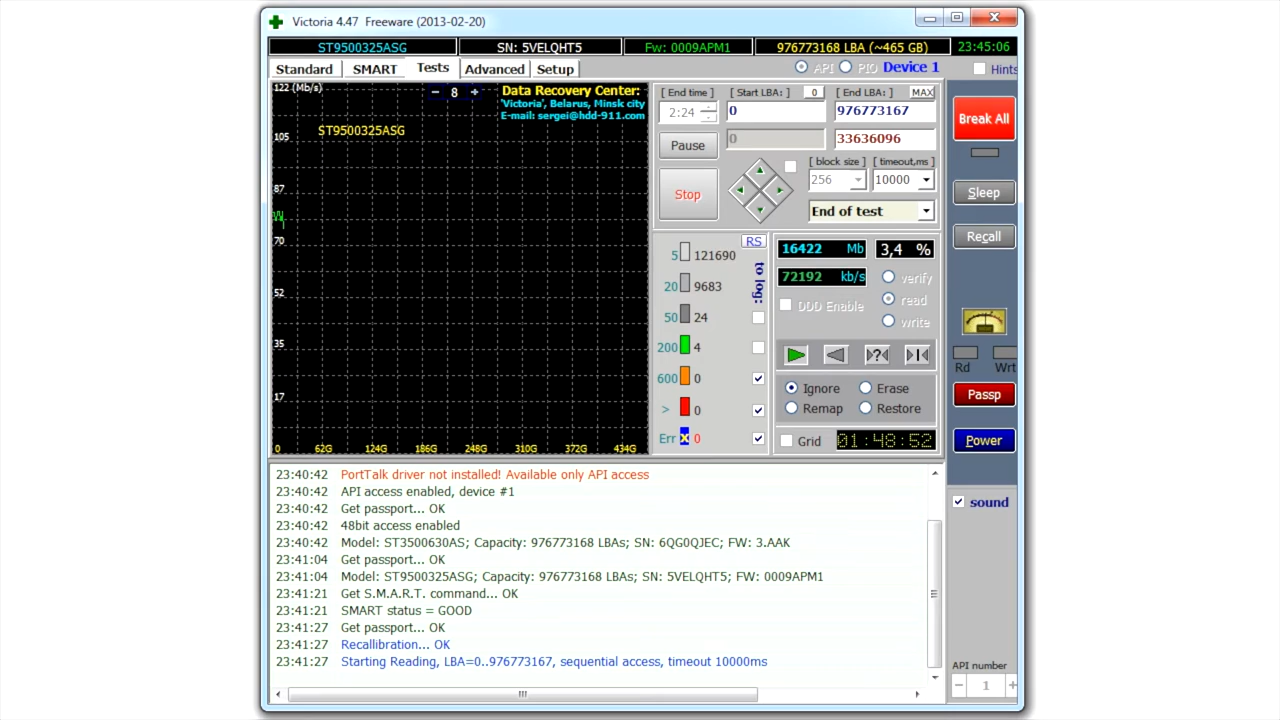 Victoria 4.47 Freeware (2013-02-20)
ST9500325ASG SN: 5VELQHT5 Fw: 0009APM1 976773168 LBA (~465 GB) 23:45:06
Standard SMART Tests Advanced Setup API PIO Device 1 Hints
122 (Mb/s) 8 Data Recovery Center:
'Victoria', Belarus, Minsk city
E-mail: sergei@hdd-911.com
ST9500325ASG
105
87
70
52
35
17
0 62G 124G 186G 248G 310G 372G 434G
[ End time ] [ Start LBA: ] 0 [ End LBA: ] MAX
2:24 0 976773167
Pause 0 33636096
[ block size ] [ timeout,ms ]
256 10000
Stop
End of test
RS
to log:
5 121690
20 9683
50 24
200 4
600 0
> 0
Err x 0
16422 Mb 3,4 %
72192 kb/s verify
DDD Enable read
write
?
Ignore Erase
Remap Restore
Grid 01:48:52
Break All
Sleep
Recall
Rd Wrt
Passp
Power
sound
API number
1
23:40:42 PortTalk driver not installed! Available only API access
23:40:42 API access enabled, device #1
23:40:42 Get passport... OK
23:40:42 48bit access enabled
23:40:42 Model: ST3500630AS; Capacity: 976773168 LBAs; SN: 6QG0QJEC; FW: 3.AAK
23:41:04 Get passport... OK
23:41:04 Model: ST9500325ASG; Capacity: 976773168 LBAs; SN: 5VELQHT5; FW: 0009APM1
23:41:21 Get S.M.A.R.T. command... OK
23:41:21 SMART status = GOOD
23:41:27 Get passport... OK
23:41:27 Recallibration... OK
23:41:27 Starting Reading, LBA=0..976773167, sequential access, timeout 10000ms